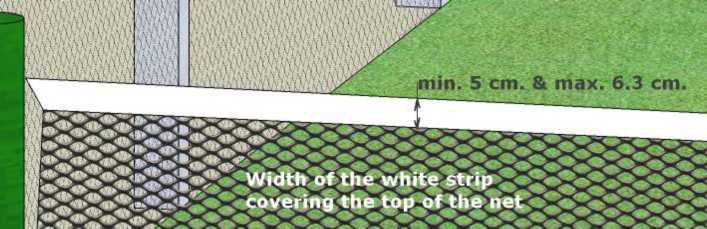 min. 5 cm. & max. 6.3 cm.
Width of the white strip
covering the top of the net